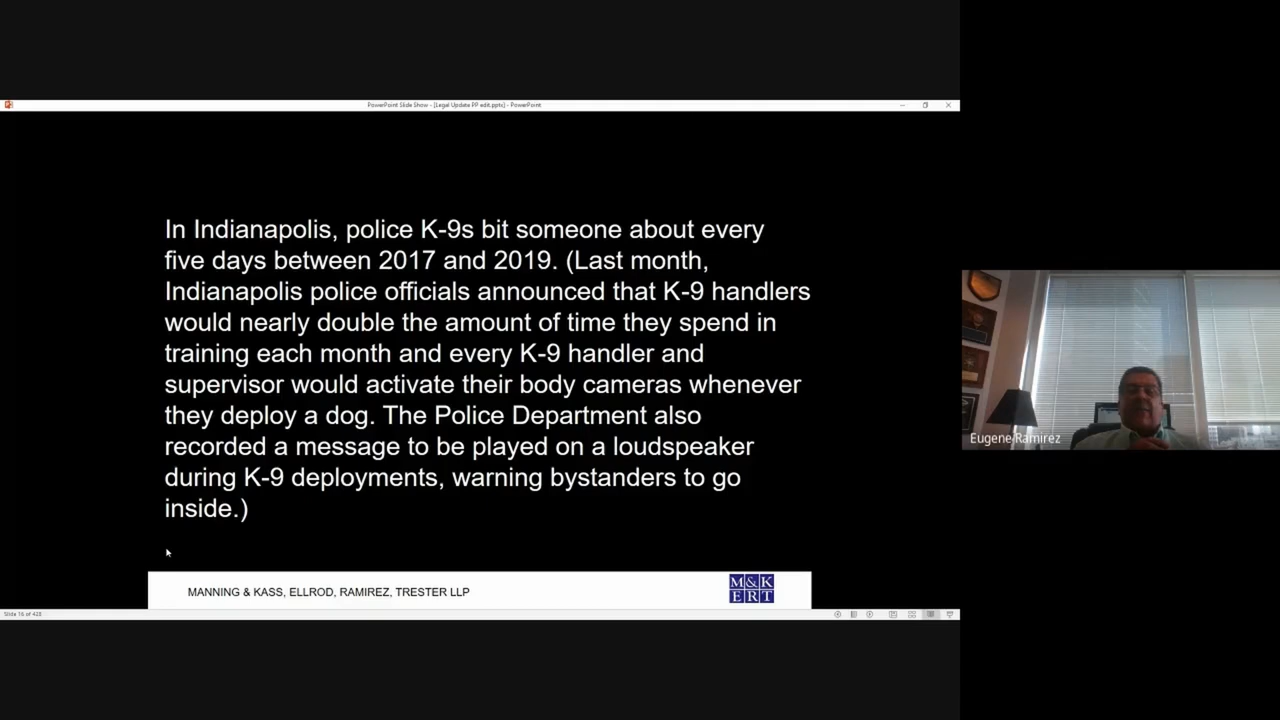 PowerPoint Slide Show - [Legal Update PP edit.pptx] - PowerPoint
In Indianapolis, police K-9s bit someone about every
five days between 2017 and 2019. (Last month,
Indianapolis police officials announced that K-9 handlers
would nearly double the amount of time they spend in
training each month and every K-9 handler and
supervisor would activate their body cameras whenever
they deploy a dog. The Police Department also
recorded a message to be played on a loudspeaker
during K-9 deployments, warning bystanders to go
inside.)
MANNING & KASS, ELLROD, RAMIREZ, TRESTER LLP
M&K
ERT
Slide 16 of 428
Eugene Ramirez